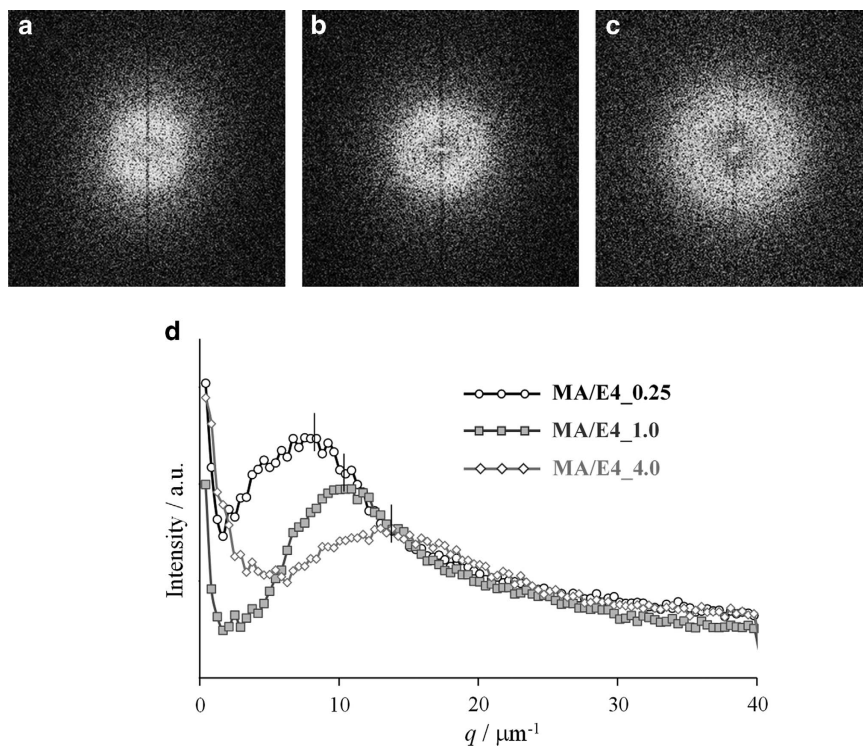 a
b
c
d
MA/E4_0.25
MA/E4_1.0
MA/E4_4.0
Intensity / a.u.
0 10 20 30 40
q / μm⁻¹